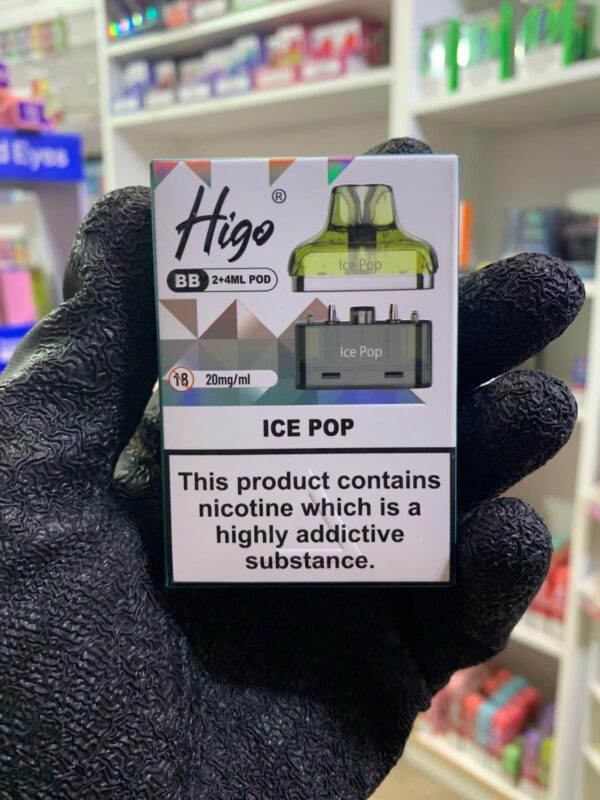 d Eyes
Higo®
BB 2+4ML POD
Ice Pop
Ice Pop
18 20mg/ml
ICE POP
This product contains
nicotine which is a
highly addictive
substance.